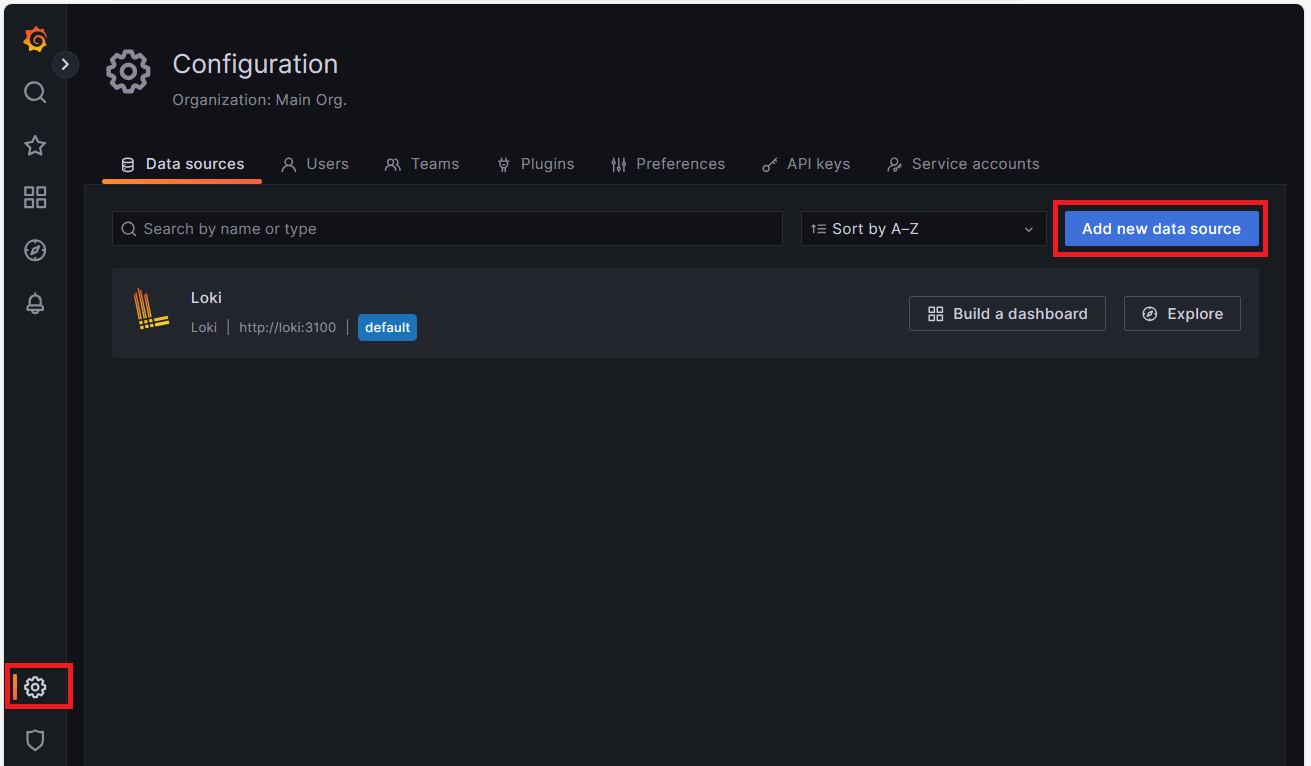 Configuration
Organization: Main Org.
Data sources Users Teams Plugins Preferences API keys Service accounts
Search by name or type Sort by A–Z Add new data source
Loki
Loki | http://loki:3100 | default Build a dashboard Explore